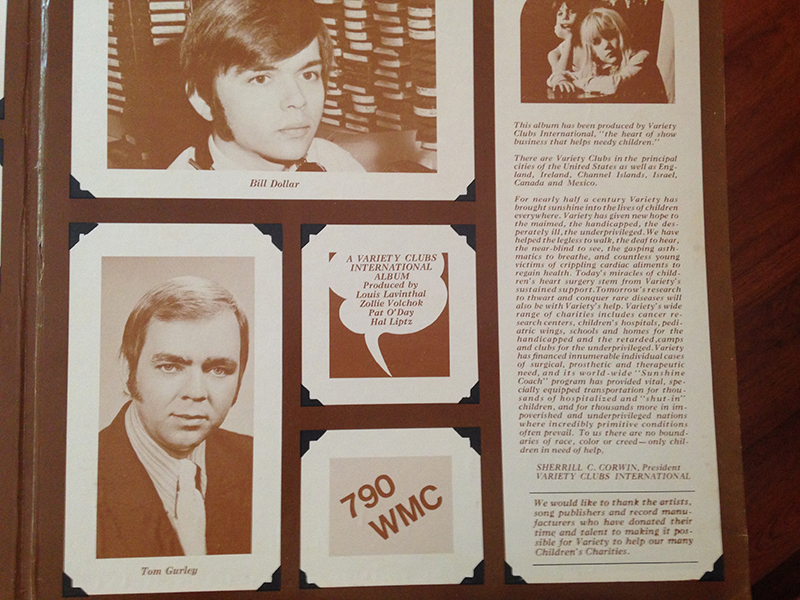 Bill Dollar
Tom Gurley
A VARIETY CLUBS
INTERNATIONAL
ALBUM
Produced by
Louis Lavinthal
Zollie Volchok
Pat O'Day
Hal Liptz
790
WMC
This album has been produced by Variety
Clubs International, "the heart of show
business that helps needy children."
There are Variety Clubs in the principal
cities of the United States as well as Eng-
land, Ireland, Channel Islands, Israel,
Canada and Mexico.
For nearly half a century Variety has
brought sunshine into the lives of children
everywhere. Variety has given new hope to
the maimed, the handicapped, the des-
perately ill, the underprivileged. We have
helped the legless to walk, the deaf to hear,
the near-blind to see, the gasping asth-
matics to breathe, and countless young
victims of crippling cardiac aliments to
regain health. Today's miracles of child-
ren's heart surgery stem from Variety's
sustained support. Tomorrow's research
to thwart and conquer rare diseases will
also be with Variety's help. Variety's wide
range of charities includes cancer re-
search centers, children's hospitals, pedi-
atric wings, schools and homes for the
handicapped and the retarded, camps
and clubs for the underprivileged. Variety
has financed innumerable individual cases
of surgical, prosthetic and therapeutic
need, and its world-wide "Sunshine
Coach" program has provided vital, spe-
cially equipped transportation for thou-
sands of hospitalized and "shut-in"
children, and for thousands more in im-
poverished and underprivileged nations
where incredibly primitive conditions
often prevail. To us there are no bound-
aries of race, color or creed—only chil-
dren in need of help.
SHERRILL C. CORWIN, President
VARIETY CLUBS INTERNATIONAL
We would like to thank the artists,
song publishers and record manu-
facturers who have donated their
time and talent to making it pos-
sible for Variety to help our many
Children's Charities.